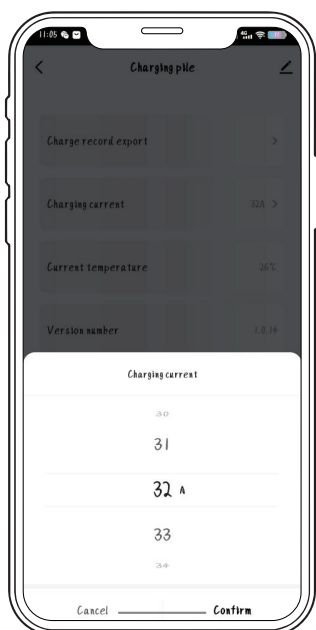 11:05
Charging pile
Charge record export
Charging current 32A
Current temperature 26℃
Version number 1.0.14
Charging current
30
31
32 A
33
34
Cancel Confirm